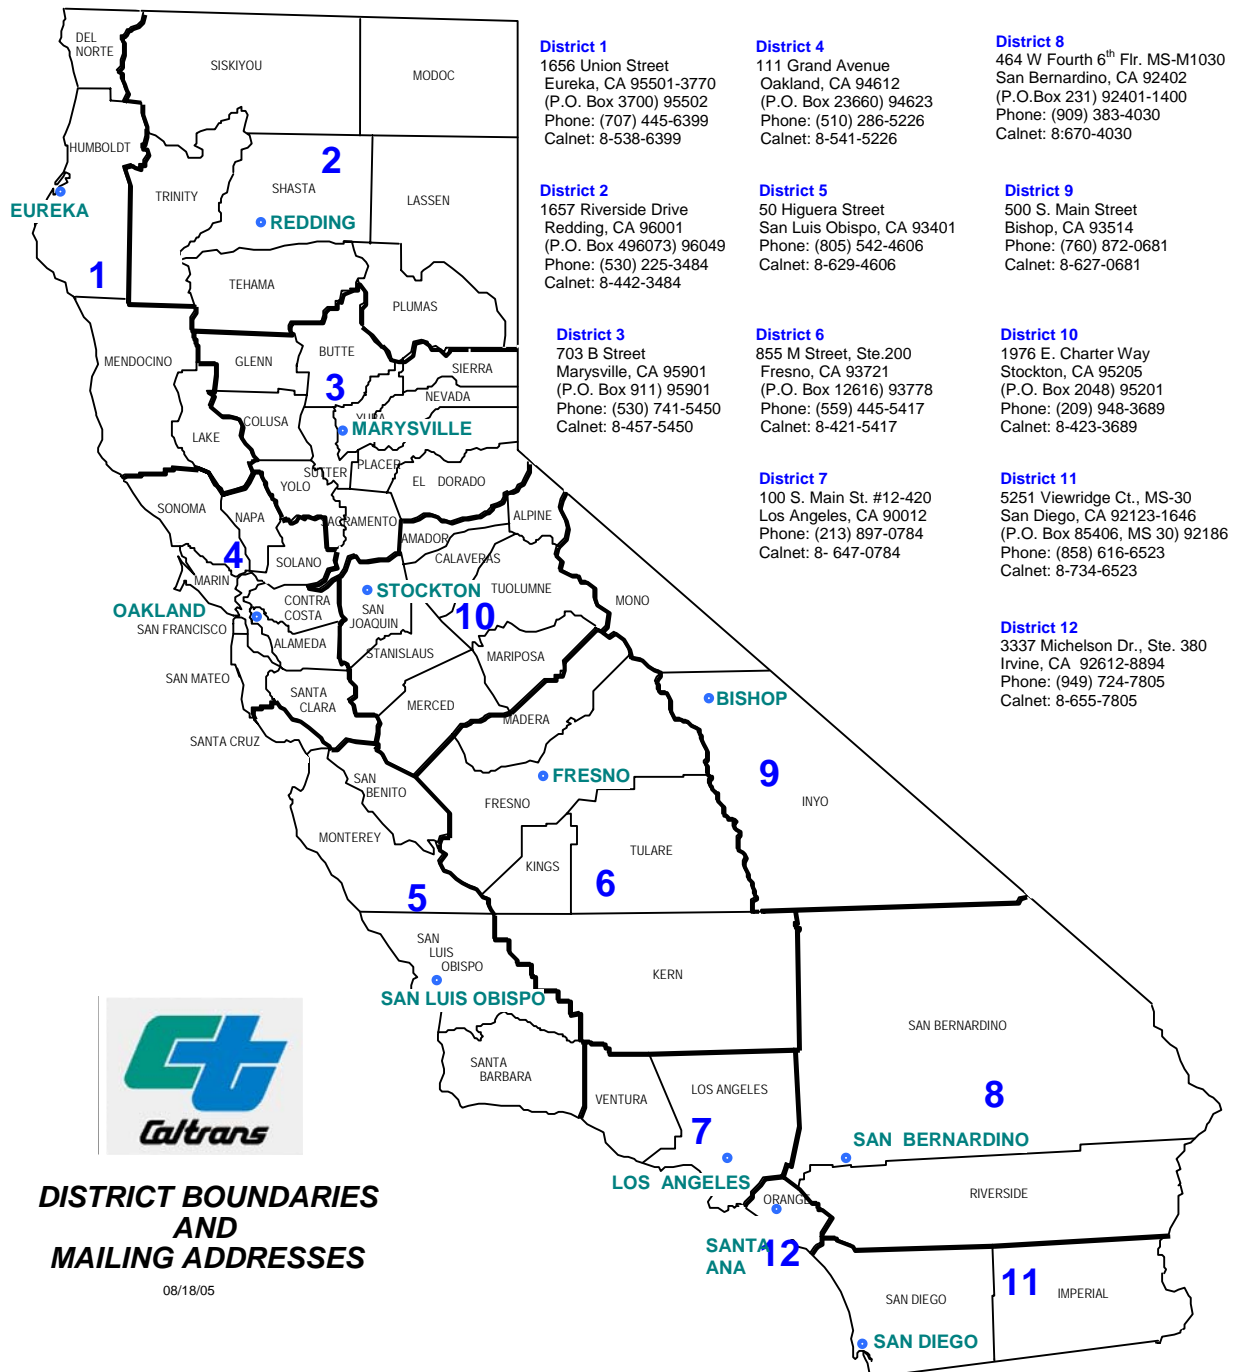 DEL
NORTE
SISKIYOU
MODOC
HUMBOLDT
2
TRINITY
SHASTA
LASSEN
EUREKA
REDDING
1
TEHAMA
PLUMAS
MENDOCINO
GLENN
BUTTE
SIERRA
3
NEVADA
COLUSA
YUBA
MARYSVILLE
LAKE
SUTTER
PLACER
YOLO
EL DORADO
SONOMA
NAPA
SACRAMENTO
ALPINE
AMADOR
4
SOLANO
CALAVERAS
MARIN
STOCKTON
TUOLUMNE
MONO
CONTRA
COSTA
SAN
JOAQUIN
10
OAKLAND
SAN FRANCISCO
ALAMEDA
STANISLAUS
MARIPOSA
SAN MATEO
SANTA
CLARA
MERCED
BISHOP
MADERA
SANTA CRUZ
SAN
BENITO
FRESNO
9
FRESNO
INYO
MONTEREY
KINGS
TULARE
5
6
SAN
LUIS
OBISPO
KERN
SAN LUIS OBISPO
SAN BERNARDINO
SANTA
BARBARA
VENTURA
LOS ANGELES
8
7
SAN BERNARDINO
LOS ANGELES
ORANGE
RIVERSIDE
SANTA
ANA
12
11
SAN DIEGO
IMPERIAL
SAN DIEGO
District 1
1656 Union Street
Eureka, CA 95501-3770
(P.O. Box 3700) 95502
Phone: (707) 445-6399
Calnet: 8-538-6399
District 2
1657 Riverside Drive
Redding, CA 96001
(P.O. Box 496073) 96049
Phone: (530) 225-3484
Calnet: 8-442-3484
District 3
703 B Street
Marysville, CA 95901
(P.O. Box 911) 95901
Phone: (530) 741-5450
Calnet: 8-457-5450
District 4
111 Grand Avenue
Oakland, CA 94612
(P.O. Box 23660) 94623
Phone: (510) 286-5226
Calnet: 8-541-5226
District 5
50 Higuera Street
San Luis Obispo, CA 93401
Phone: (805) 542-4606
Calnet: 8-629-4606
District 6
855 M Street, Ste.200
Fresno, CA 93721
(P.O. Box 12616) 93778
Phone: (559) 445-5417
Calnet: 8-421-5417
District 7
100 S. Main St. #12-420
Los Angeles, CA 90012
Phone: (213) 897-0784
Calnet: 8- 647-0784
District 8
464 W Fourth 6th Flr. MS-M1030
San Bernardino, CA 92402
(P.O.Box 231) 92401-1400
Phone: (909) 383-4030
Calnet: 8:670-4030
District 9
500 S. Main Street
Bishop, CA 93514
Phone: (760) 872-0681
Calnet: 8-627-0681
District 10
1976 E. Charter Way
Stockton, CA 95205
(P.O. Box 2048) 95201
Phone: (209) 948-3689
Calnet: 8-423-3689
District 11
5251 Viewridge Ct., MS-30
San Diego, CA 92123-1646
(P.O. Box 85406, MS 30) 92186
Phone: (858) 616-6523
Calnet: 8-734-6523
District 12
3337 Michelson Dr., Ste. 380
Irvine, CA 92612-8894
Phone: (949) 724-7805
Calnet: 8-655-7805
Ct
Caltrans
DISTRICT BOUNDARIES
AND
MAILING ADDRESSES
08/18/05